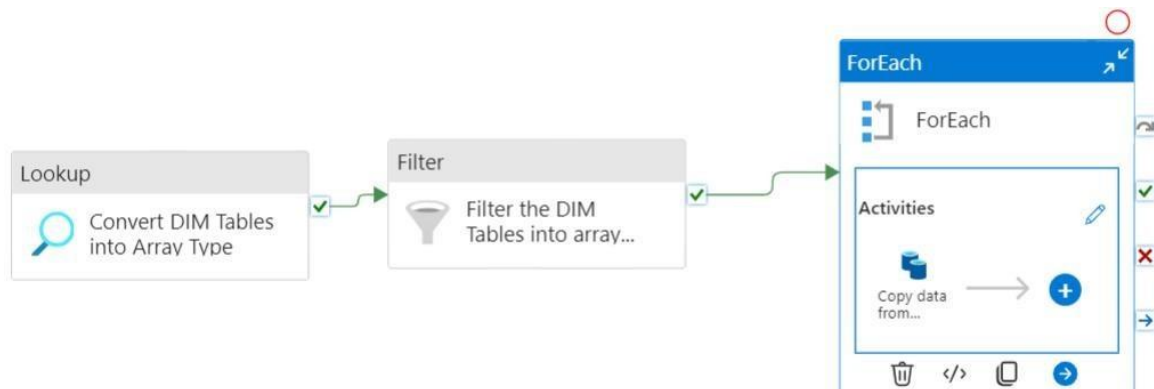 Lookup
Convert DIM Tables
into Array Type
Filter
Filter the DIM
Tables into array...
ForEach
ForEach
Activities
Copy data
from...